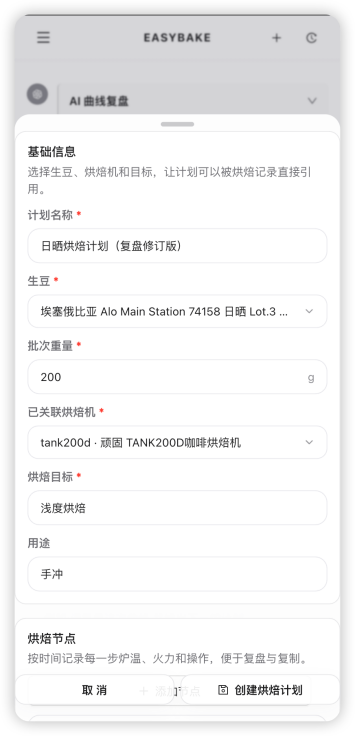 EASYBAKE
AI 曲线复盘
基础信息
选择生豆、烘焙机和目标，让计划可以被烘焙记录直接引
用。
计划名称 *
日晒烘焙计划（复盘修订版）
生豆 *
埃塞俄比亚 Alo Main Station 74158 日晒 Lot.3 ...
批次重量 *
200 g
已关联烘焙机 *
tank200d · 顽固 TANK200D咖啡烘焙机
烘焙目标 *
浅度烘焙
用途
手冲
烘焙节点
按时间记录每一步炉温、火力和操作，便于复盘与复制。
取 消
创建烘焙计划